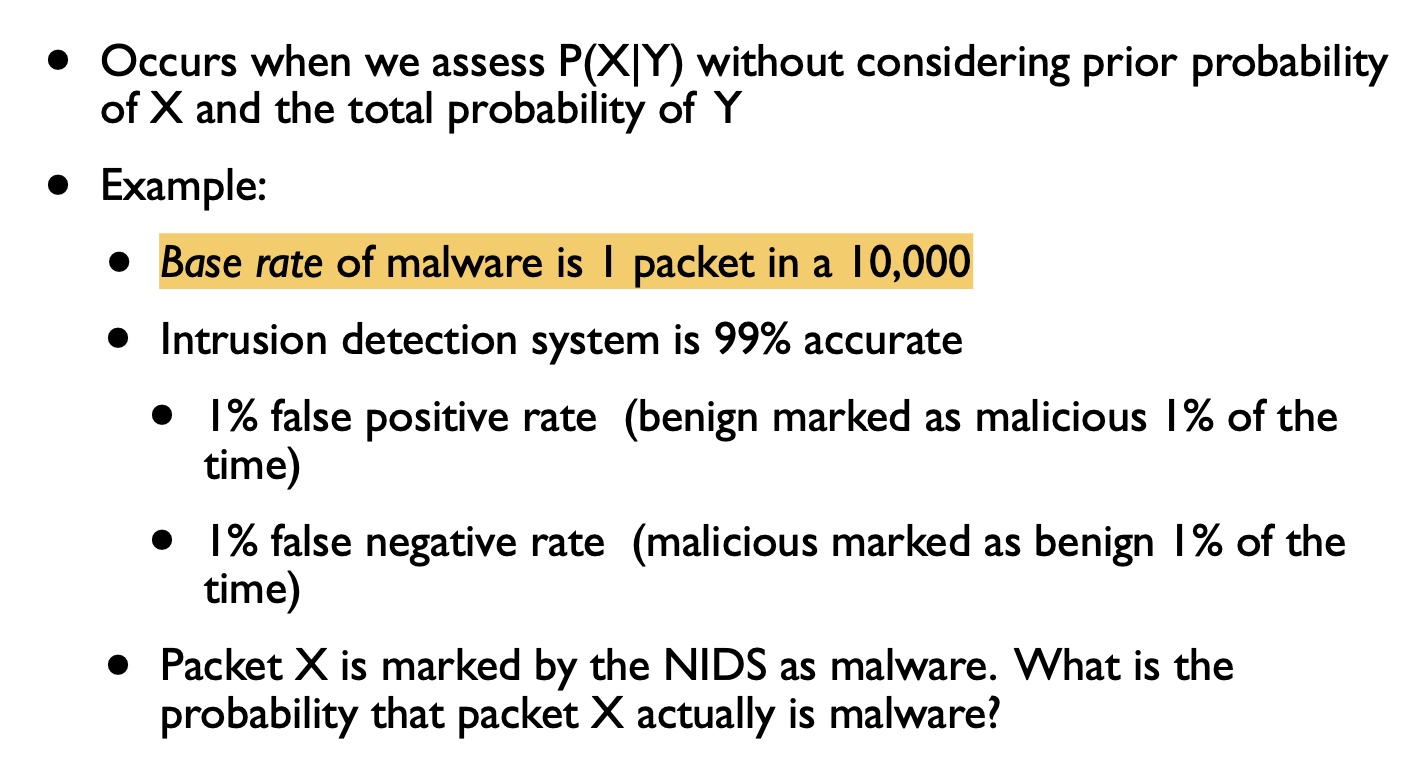 • Occurs when we assess P(X|Y) without considering prior probability
of X and the total probability of Y
• Example:
• Base rate of malware is 1 packet in a 10,000
• Intrusion detection system is 99% accurate
• 1% false positive rate (benign marked as malicious 1% of the
time)
• 1% false negative rate (malicious marked as benign 1% of the
time)
• Packet X is marked by the NIDS as malware. What is the
probability that packet X actually is malware?